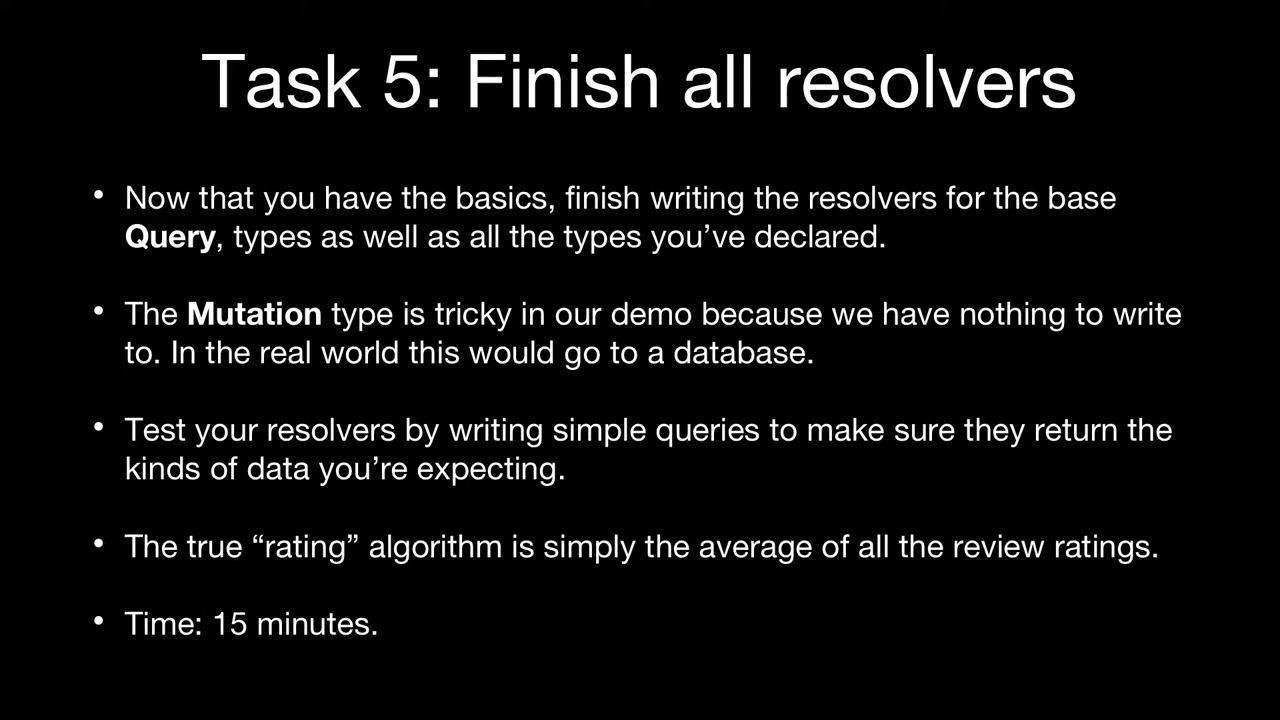 Task 5: Finish all resolvers
• Now that you have the basics, finish writing the resolvers for the base
Query, types as well as all the types you’ve declared.
• The Mutation type is tricky in our demo because we have nothing to write
to. In the real world this would go to a database.
• Test your resolvers by writing simple queries to make sure they return the
kinds of data you’re expecting.
• The true “rating” algorithm is simply the average of all the review ratings.
• Time: 15 minutes.